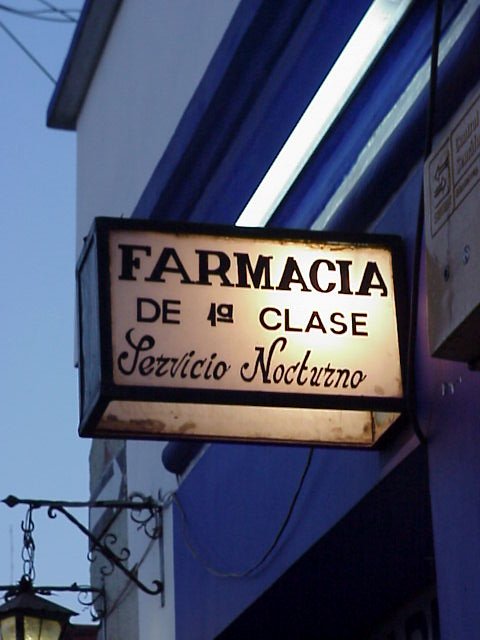 FARMACIA
DE 1ª CLASE
Servicio Nocturno